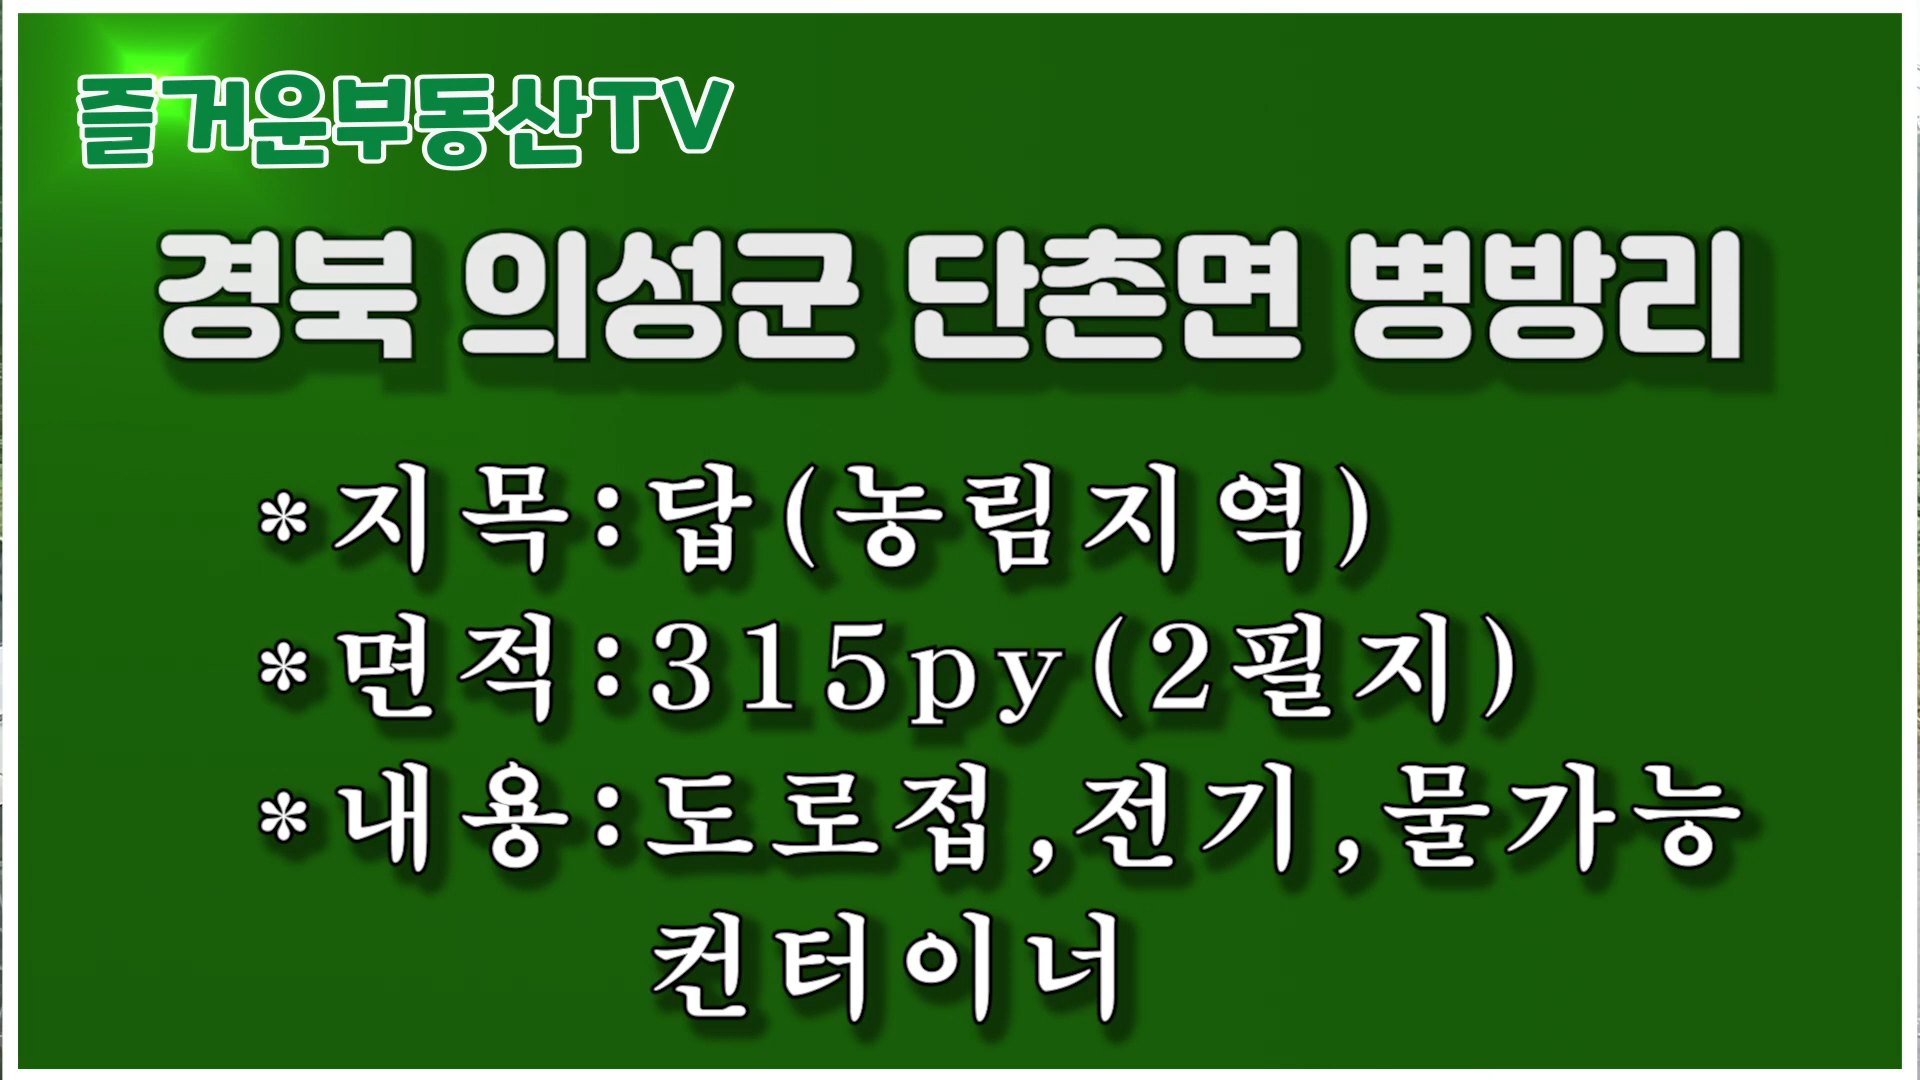 즐거운부동산TV
경북 의성군 단촌면 병방리
*지목:답(농림지역)
*면적:315py(2필지)
*내용:도로접,전기,물가능
컨터이너